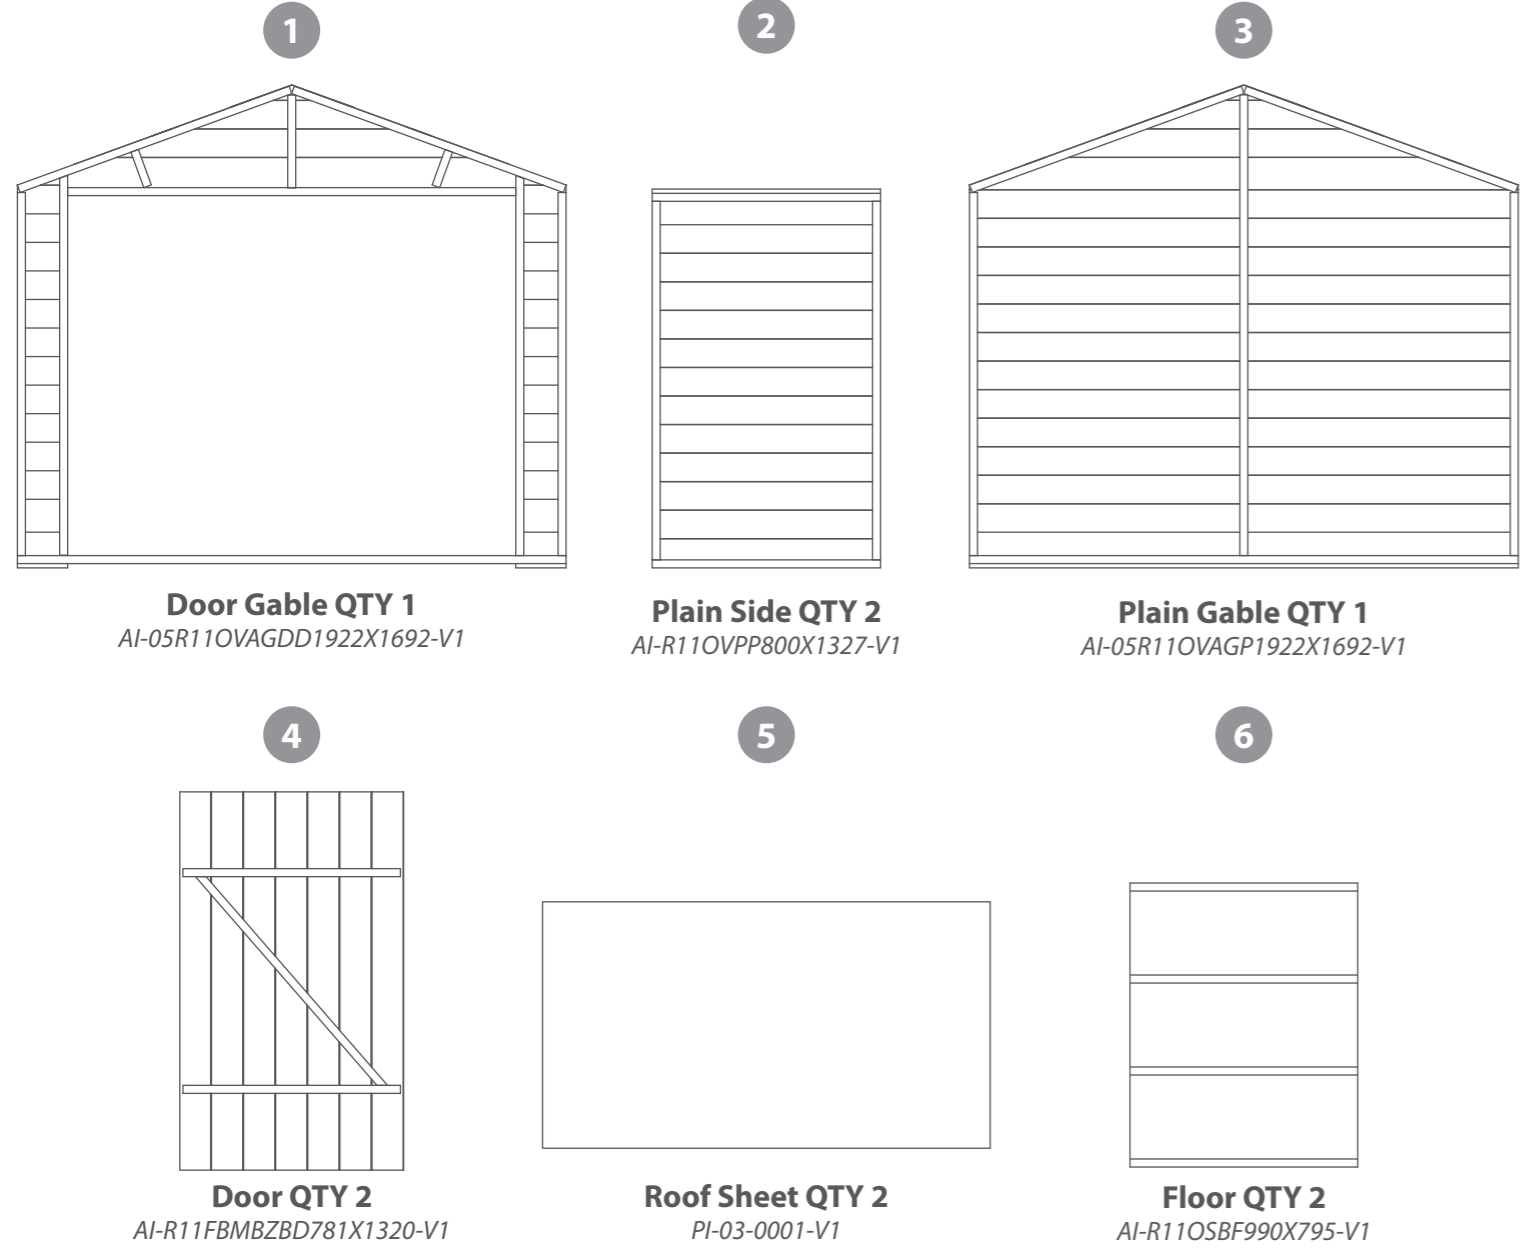 1
2
3
Door Gable QTY 1
AI-05R11OVAGDD1922X1692-V1
Plain Side QTY 2
AI-R11OVPP800X1327-V1
Plain Gable QTY 1
AI-05R11OVAGP1922X1692-V1
4
5
6
Door QTY 2
AI-R11FBMBZBD781X1320-V1
Roof Sheet QTY 2
PI-03-0001-V1
Floor QTY 2
AI-R11OSBF990X795-V1